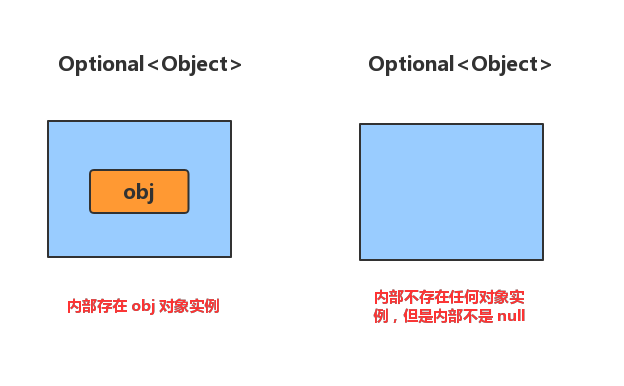 Optional<Object>
Optional<Object>
obj
内部存在 obj 对象实例
内部不存在任何对象实
例，但是内部不是 null